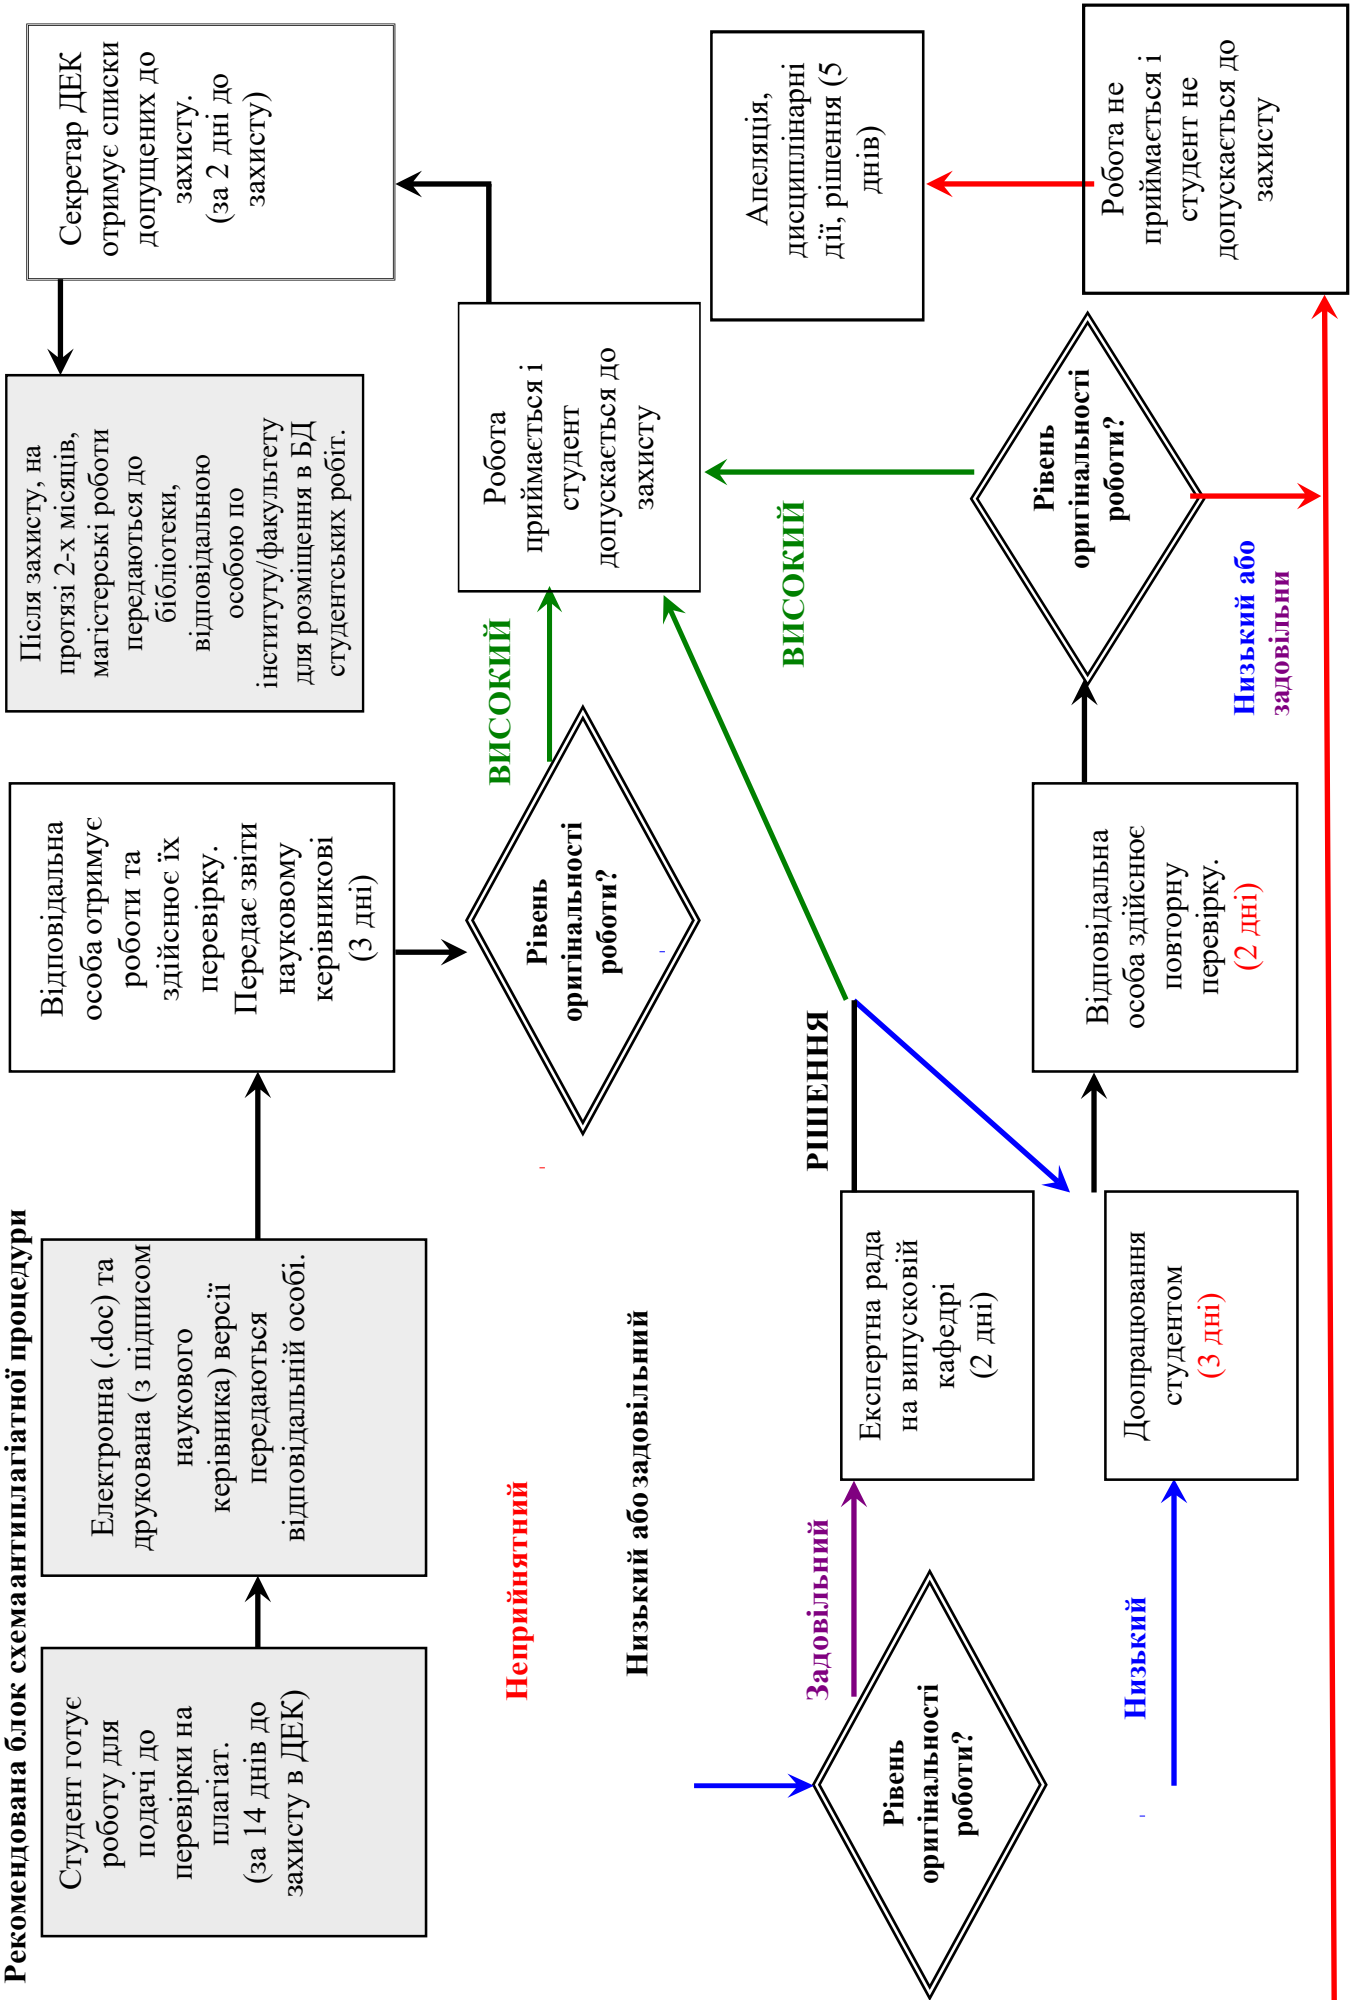 Рекомендована блок схемаантиплагіатної процедури
Студент готує
роботу для
подачі до
перевірки на
плагіат.
(за 14 днів до
захисту в ДЕК)
Електронна (.doc) та
друкована (з підписом
наукового
керівника) версії
передаються
відповідальній особі.
Відповідальна
особа отримує
роботи та
здійснює їх
перевірку.
Передає звіти
науковому
керівникові
(3 дні)
Після захисту, на
протязі 2-х місяців,
магістерські роботи
передаються до
бібліотеки,
відповідальною
особою по
інституту/факультету
для розміщення в БД
студентських робіт.
Секретар ДЕК
отримує списки
допущених до
захисту.
(за 2 дні до
захисту)
Неприйнятний
Рівень
оригінальності
роботи?
ВИСОКИЙ
Робота
приймається і
студент
допускається до
захисту
Низький або задовільний
Задовільний
РІШЕННЯ
ВИСОКИЙ
Апеляція,
дисциплінарні
дії, рішення (5
днів)
Рівень
оригінальності
роботи?
Експертна рада
на випусковій
кафедрі
(2 дні)
Низький
Доопрацювання
студентом
(3 дні)
Відповідальна
особа здійснює
повторну
перевірку.
(2 дні)
Рівень
оригінальності
роботи?
Низький або
задовільни
Робота не
приймається і
студент не
допускається до
захисту